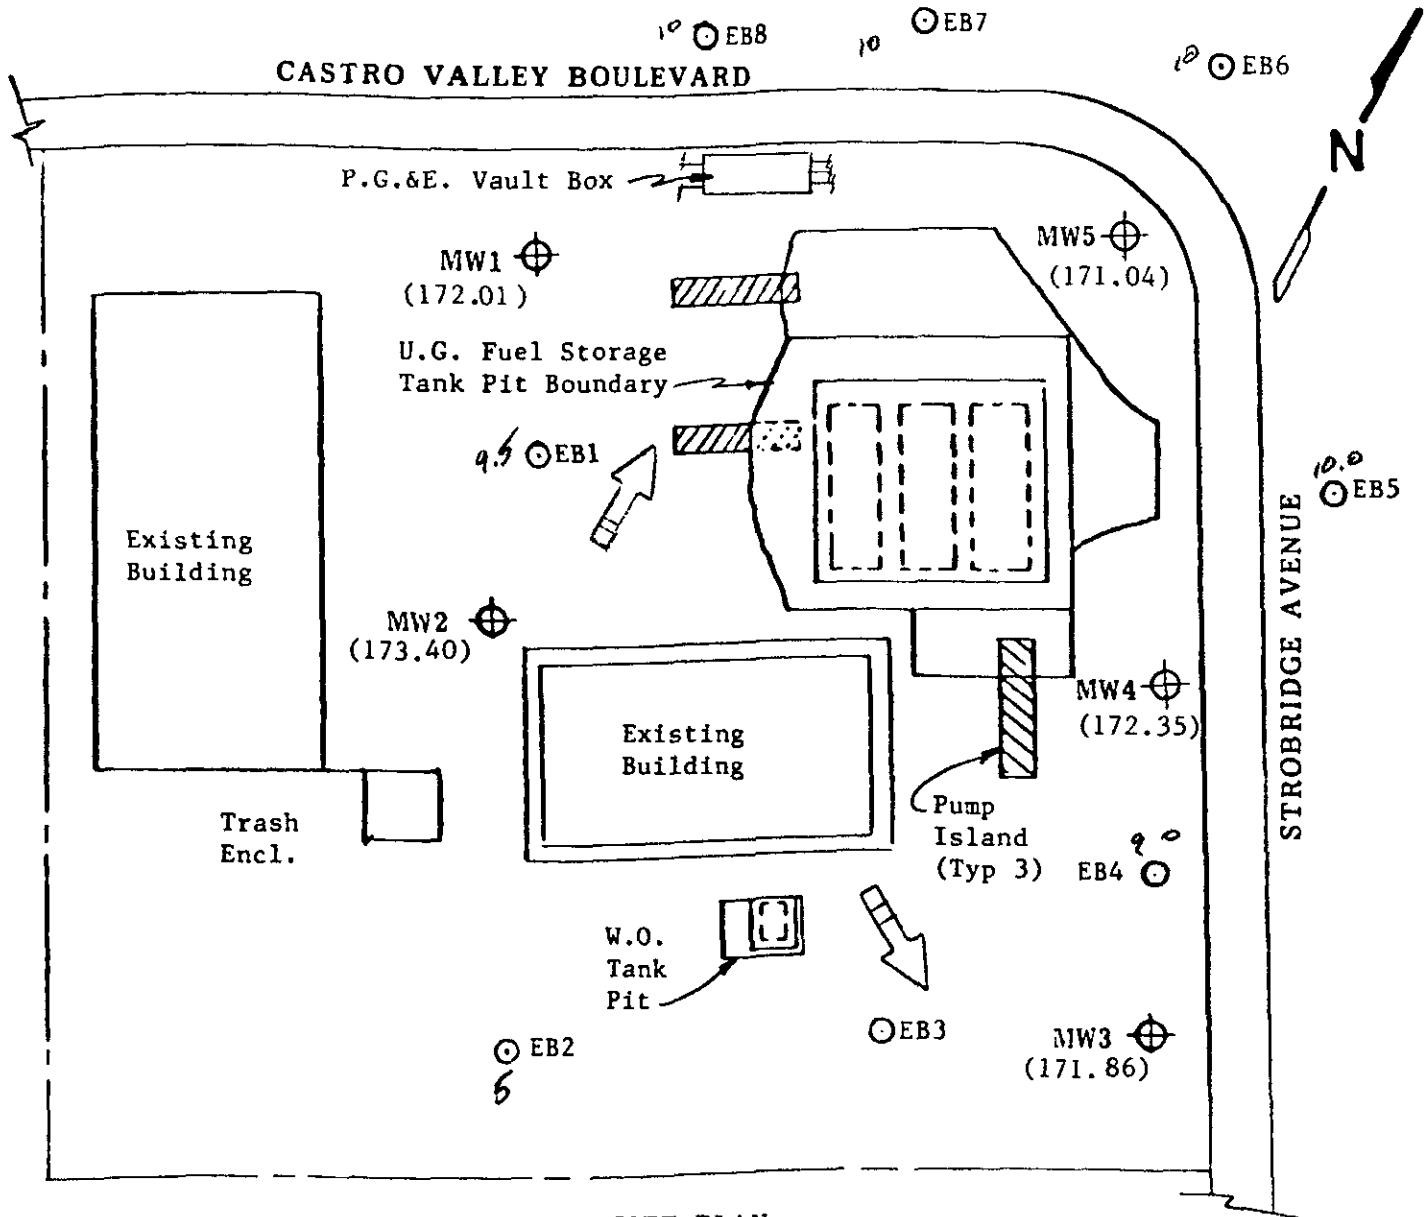 10 EB8
10 EB7
10 EB6
CASTRO VALLEY BOULEVARD
N
P.G.&E. Vault Box
MW1
(172.01)
MW5
(171.04)
U.G. Fuel Storage
Tank Pit Boundary
9.5 EB1
10.0
EB5
Existing
Building
STROBRIDGE AVENUE
MW2
(173.40)
MW4
(172.35)
Existing
Building
Pump
Island
(Typ 3)
Trash
Encl.
9 0
EB4
W.O.
Tank
Pit
EB3
EB2
5
MW3
(171.86)